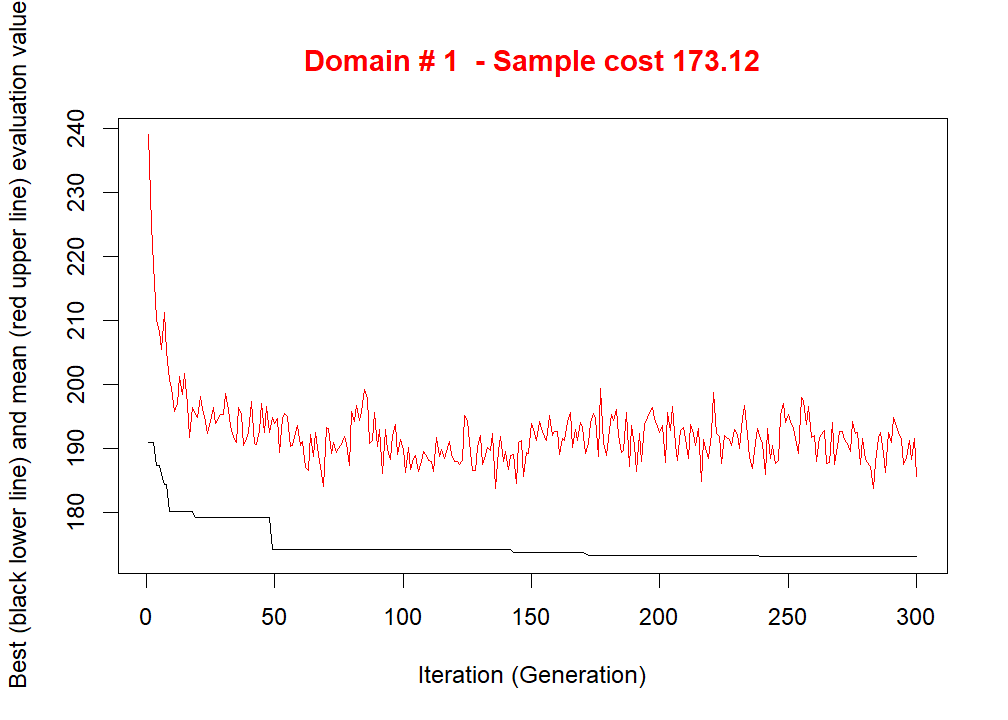 Domain # 1  - Sample cost 173.12
Best (black lower line) and mean (red upper line) evaluation value
240
230
220
210
200
190
180
0 50 100 150 200 250 300
Iteration (Generation)